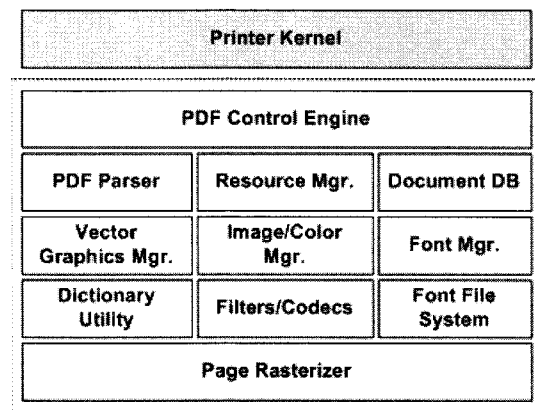 Printer Kernel
PDF Control Engine
PDF Parser
Resource Mgr.
Document DB
Vector
Graphics Mgr.
Image/Color
Mgr.
Font Mgr.
Dictionary
Utility
Filters/Codecs
Font File
System
Page Rasterizer